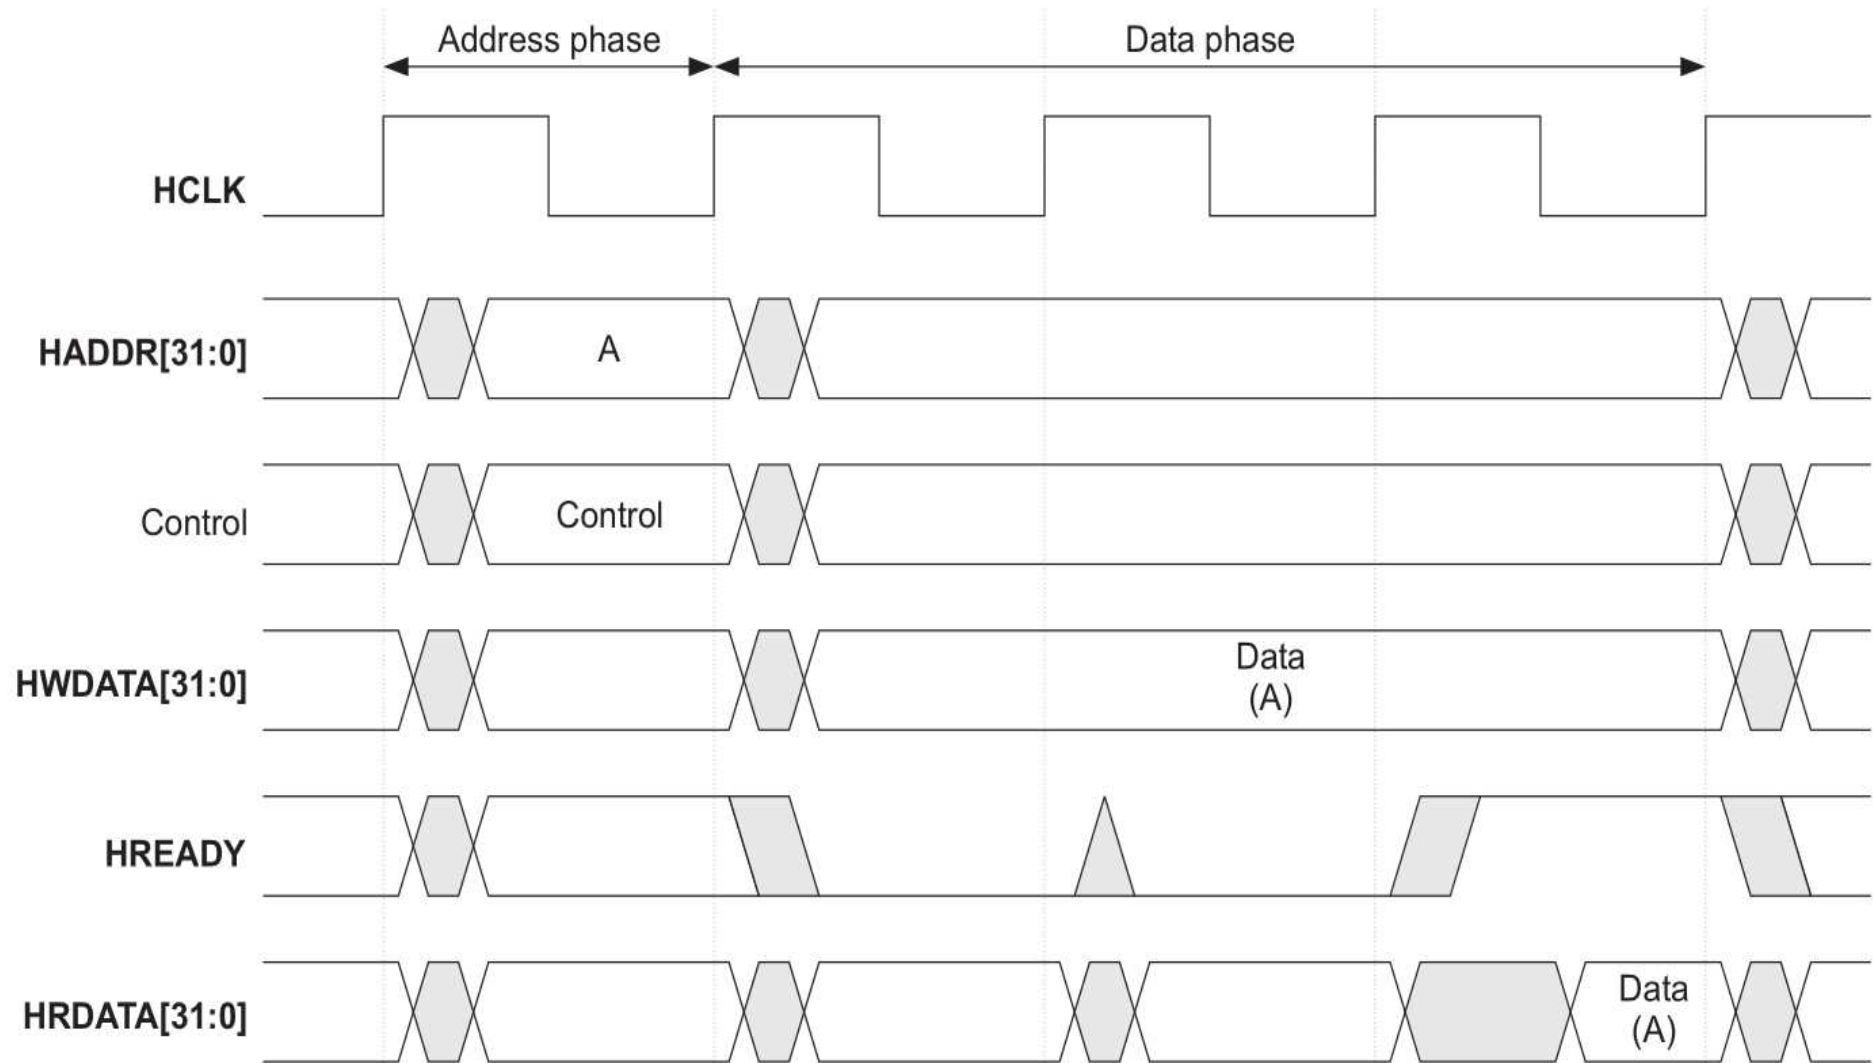 Address phase
Data phase
HCLK
HADDR[31:0]
A
Control
Control
HWDATA[31:0]
Data
(A)
HREADY
HRDATA[31:0]
Data
(A)